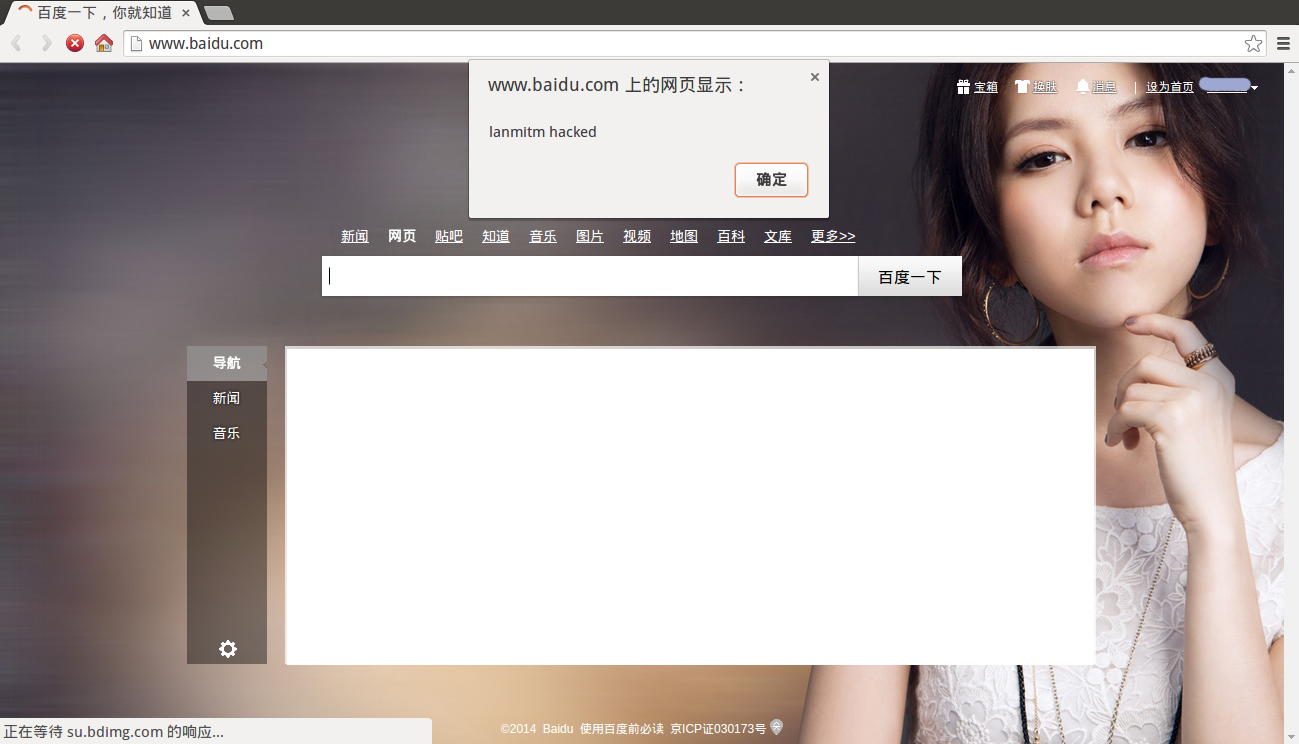 百度一下，你就知道
www.baidu.com
www.baidu.com 上的网页显示：
lanmitm hacked
确定
宝箱 换肤 消息 | 设为首页
新闻 网页 贴吧 知道 音乐 图片 视频 地图 百科 文库 更多>>
百度一下
导航
新闻
音乐
正在等待 su.bdimg.com 的响应...
©2014 Baidu 使用百度前必读 京ICP证030173号